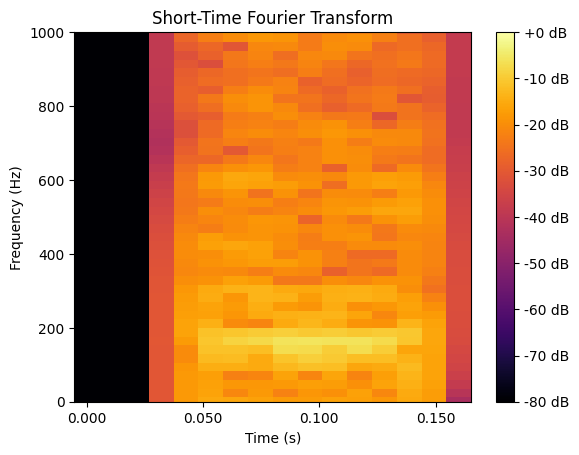 Short-Time Fourier Transform
1000
800
600
400
200
0
Frequency (Hz)
0.000
0.050
0.100
0.150
Time (s)
+0 dB
-10 dB
-20 dB
-30 dB
-40 dB
-50 dB
-60 dB
-70 dB
-80 dB